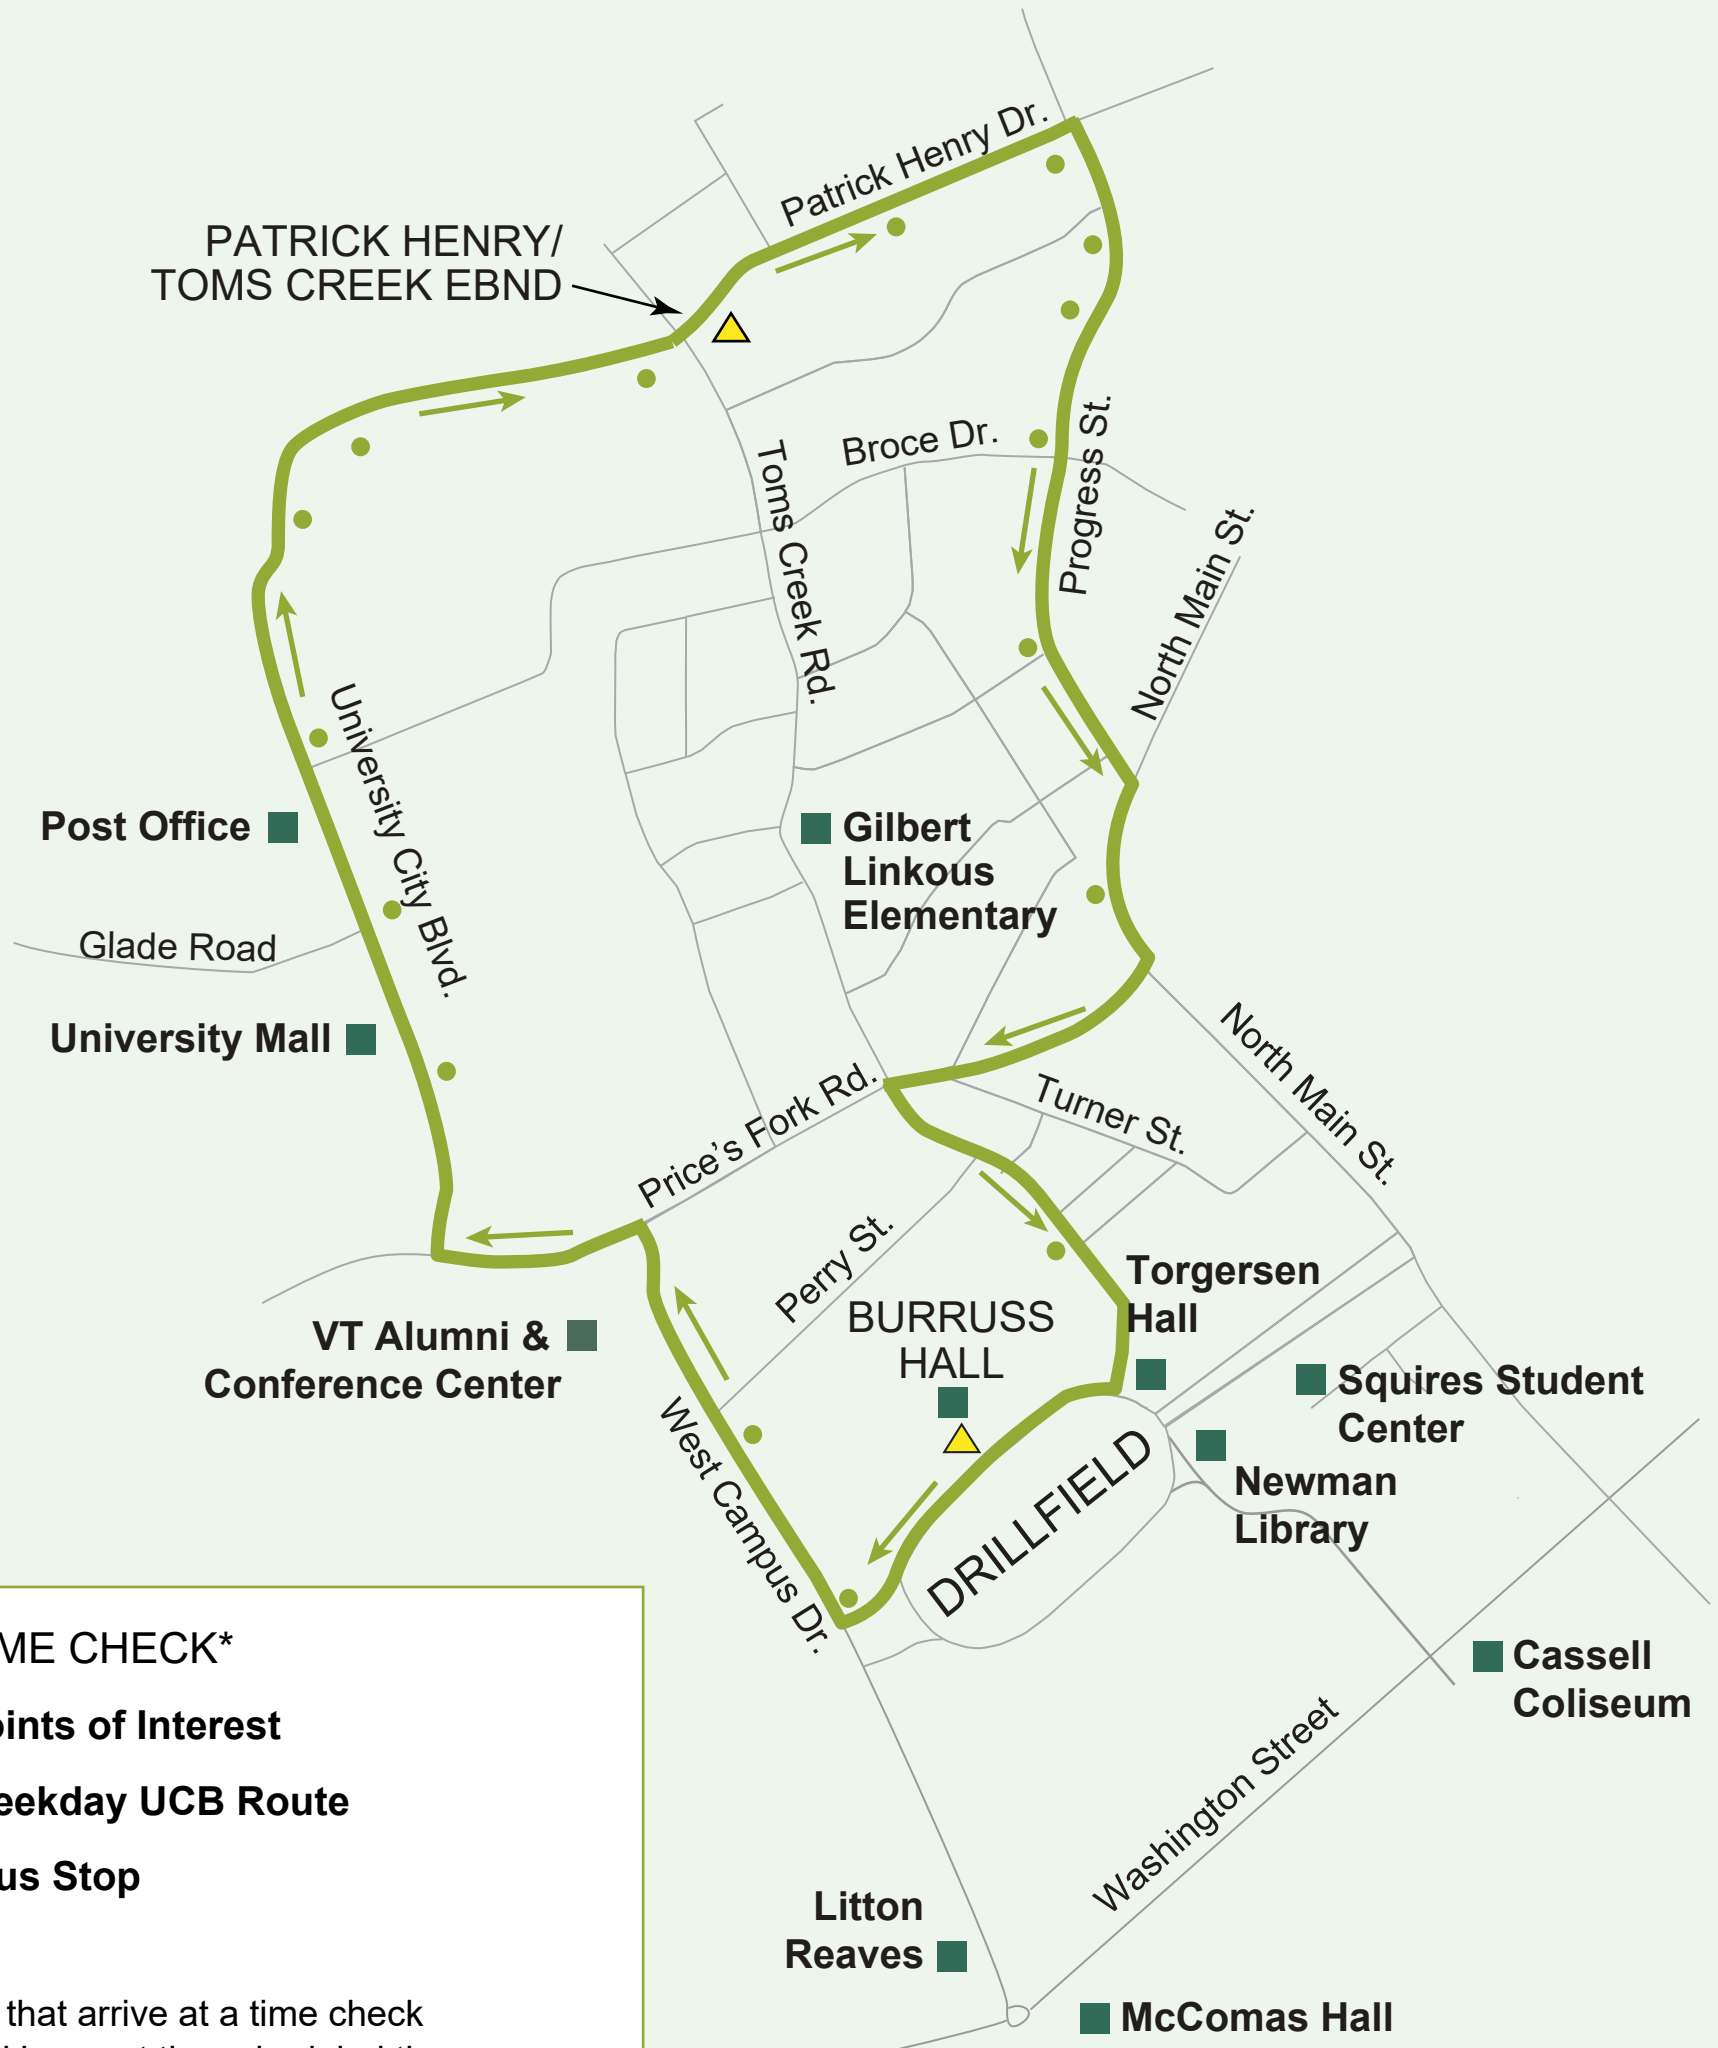 Patrick Henry Dr.
PATRICK HENRY/
TOMS CREEK EBND
Broce Dr.
Progress St.
Toms Creek Rd.
North Main St.
University City Blvd.
Post Office
Gilbert
Linkous
Elementary
Glade Road
University Mall
North Main St.
Price’s Fork Rd.
Turner St.
Perry St.
Torgersen
Hall
BURRUSS
HALL
VT Alumni &
Conference Center
Squires Student
Center
West Campus Dr.
DRILLFIELD
Newman
Library
ME CHECK*
Cassell
Coliseum
oints of Interest
Washington Street
eekday UCB Route
us Stop
Litton
Reaves
that arrive at a time check
McComas Hall